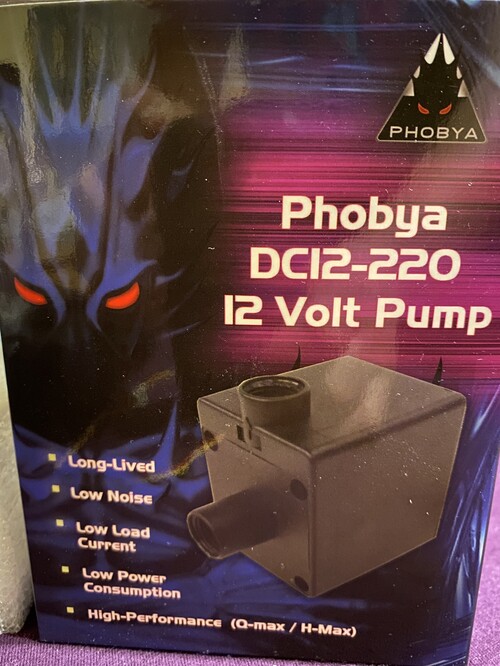 PHOBYA
Phobya
DC12-220
12 Volt Pump
Long-Lived
Low Noise
Low Load
Current
Low Power
Consumption
High-Performance (Q-max / H-Max)